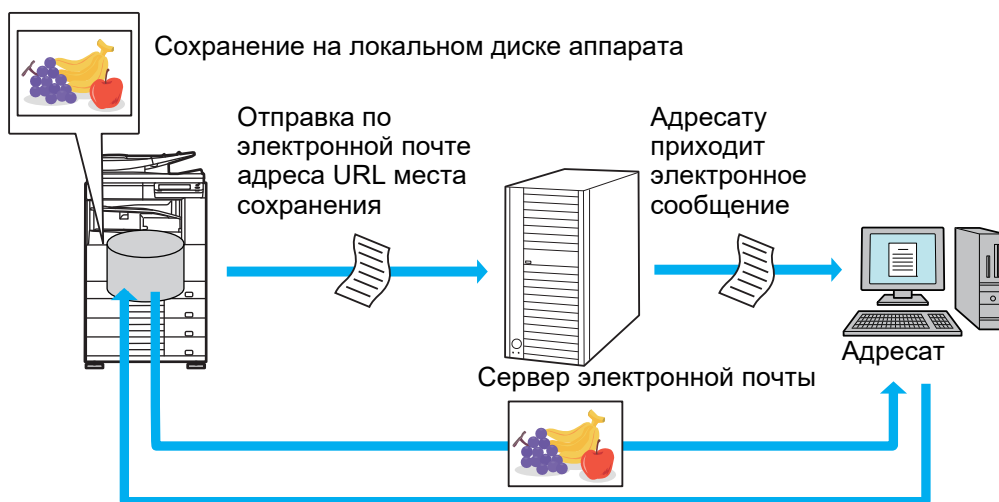 Сохранение на локальном диске аппарата
Отправка по
электронной почте
адреса URL места
сохранения
Адресату
приходит
электронное
сообщение
Адресат
Сервер электронной почты